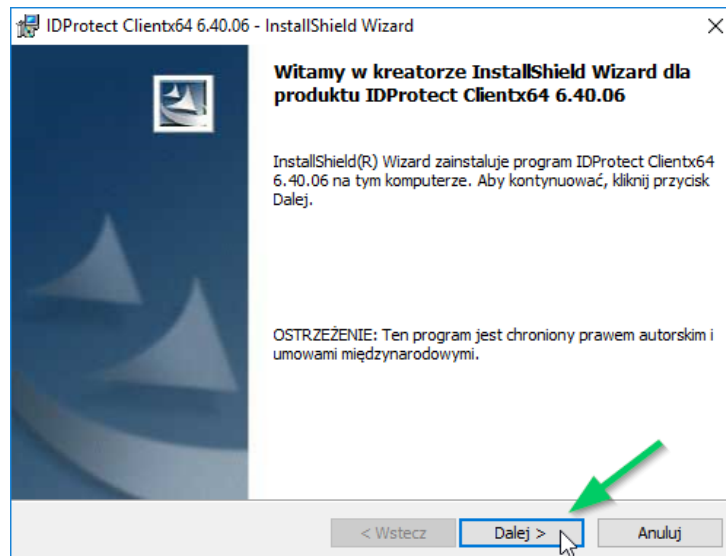 IDProtect Clientx64 6.40.06 - InstallShield Wizard
Witamy w kreatorze InstallShield Wizard dla
produktu IDProtect Clientx64 6.40.06
InstallShield(R) Wizard zainstaluje program IDProtect Clientx64
6.40.06 na tym komputerze. Aby kontynuować, kliknij przycisk
Dalej.
OSTRZEŻENIE: Ten program jest chroniony prawem autorskim i
umowami międzynarodowymi.
< Wstecz
Dalej >
Anuluj